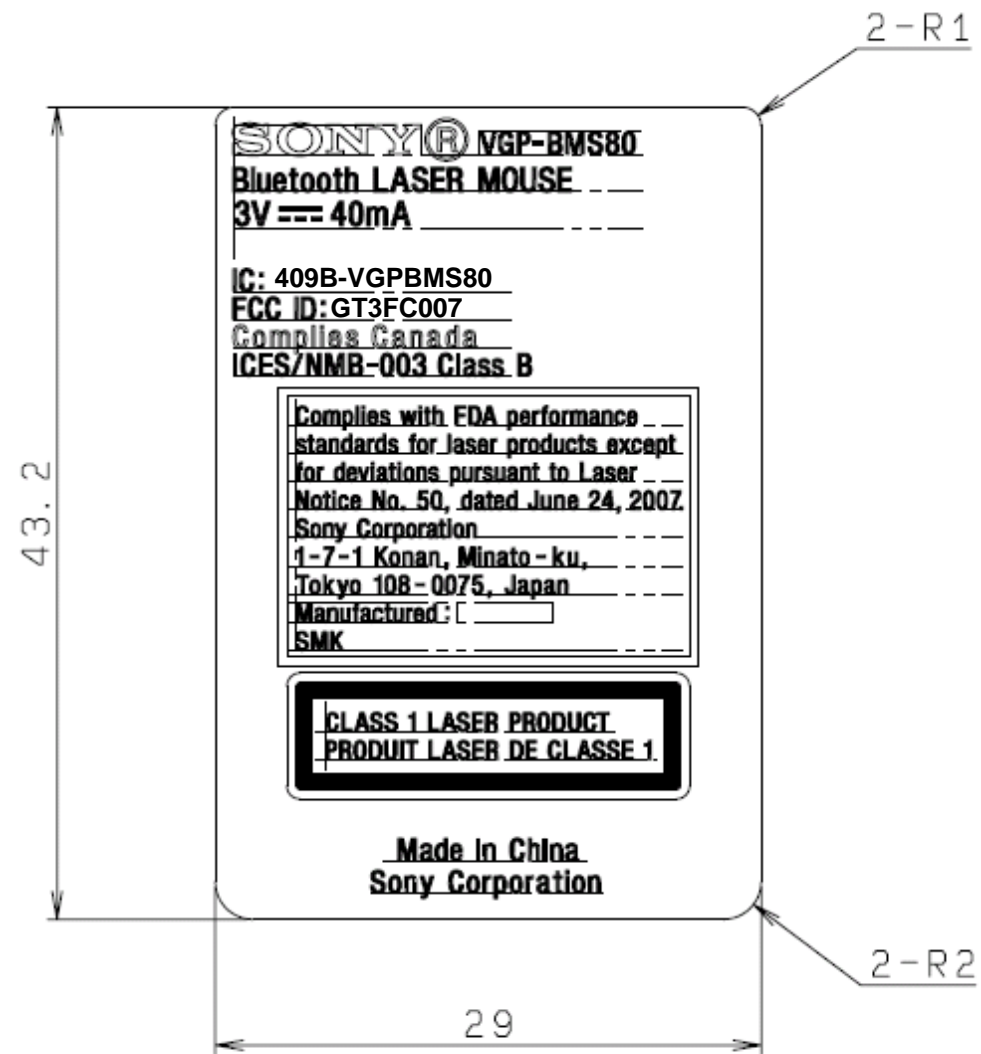 2-R1
SONY® VGP-BMS80
Bluetooth LASER MOUSE
3V ⎓ 40mA
IC: 409B-VGPBMS80
FCC ID: GT3FC007
Complies Canada
ICES/NMB-003 Class B
Complies with FDA performance
standards for laser products except
for deviations pursuant to Laser
Notice No. 50, dated June 24, 2007.
Sony Corporation
1-7-1 Konan, Minato-ku,
Tokyo 108-0075, Japan
Manufactured:
SMK
43.2
CLASS 1 LASER PRODUCT
PRODUIT LASER DE CLASSE 1
Made in China
Sony Corporation
2-R2
29